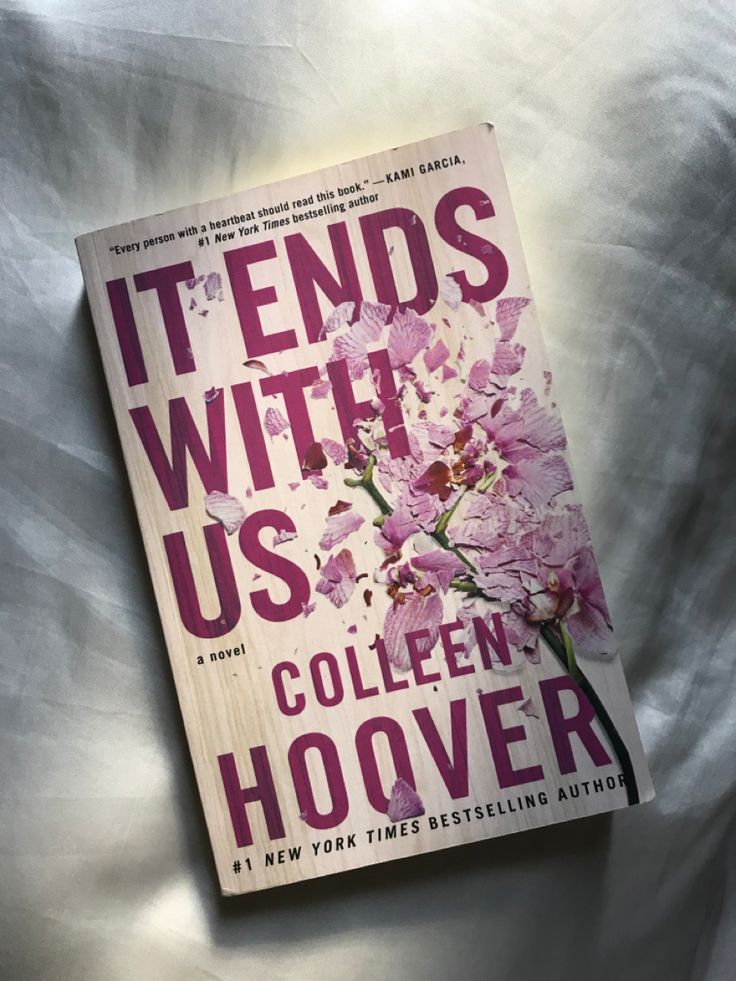 "Every person with a heartbeat should read this book." —KAMI GARCIA,
#1 New York Times bestselling author
IT ENDS
WITH
US
a novel
COLLEEN
HOOVER
#1 NEW YORK TIMES BESTSELLING AUTHOR